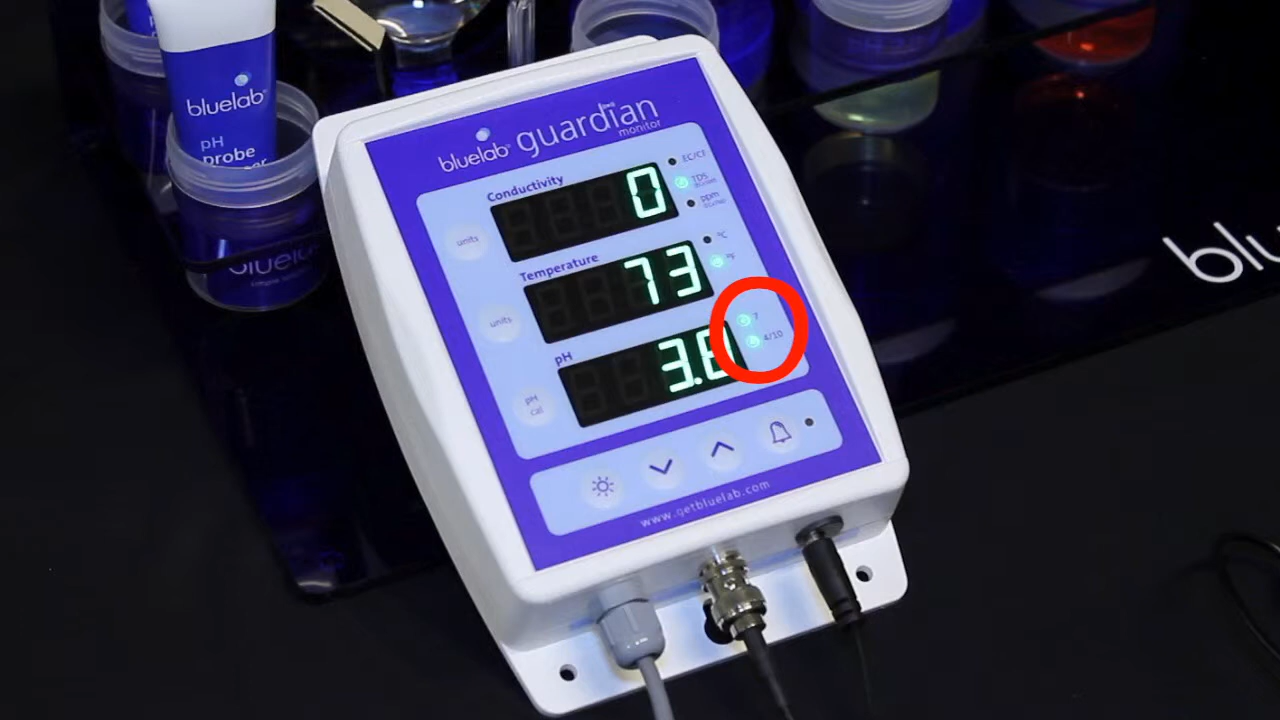 bluelab®
pH
probe
bluelab® guardian
monitor
Conductivity
0
EC/CF
TDS
ppm
units
Temperature
73
°C
°F
units
pH
3.8
7
4/10
pH
cal
www.getbluelab.com
bluelab
blu